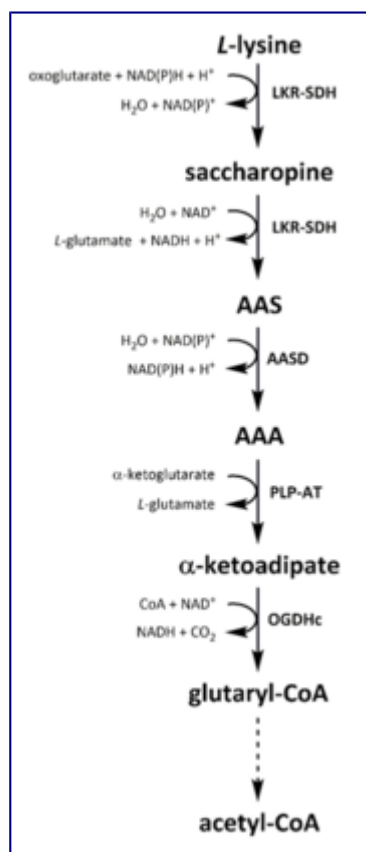 L-lysine
oxoglutarate + NAD(P)H + H⁺
LKR-SDH
H₂O + NAD(P)⁺
saccharopine
H₂O + NAD⁺
LKR-SDH
L-glutamate + NADH + H⁺
AAS
H₂O + NAD(P)⁺
AASD
NAD(P)H + H⁺
AAA
α-ketoglutarate
PLP-AT
L-glutamate
α-ketoadipate
CoA + NAD⁺
OGDHc
NADH + CO₂
glutaryl-CoA
acetyl-CoA